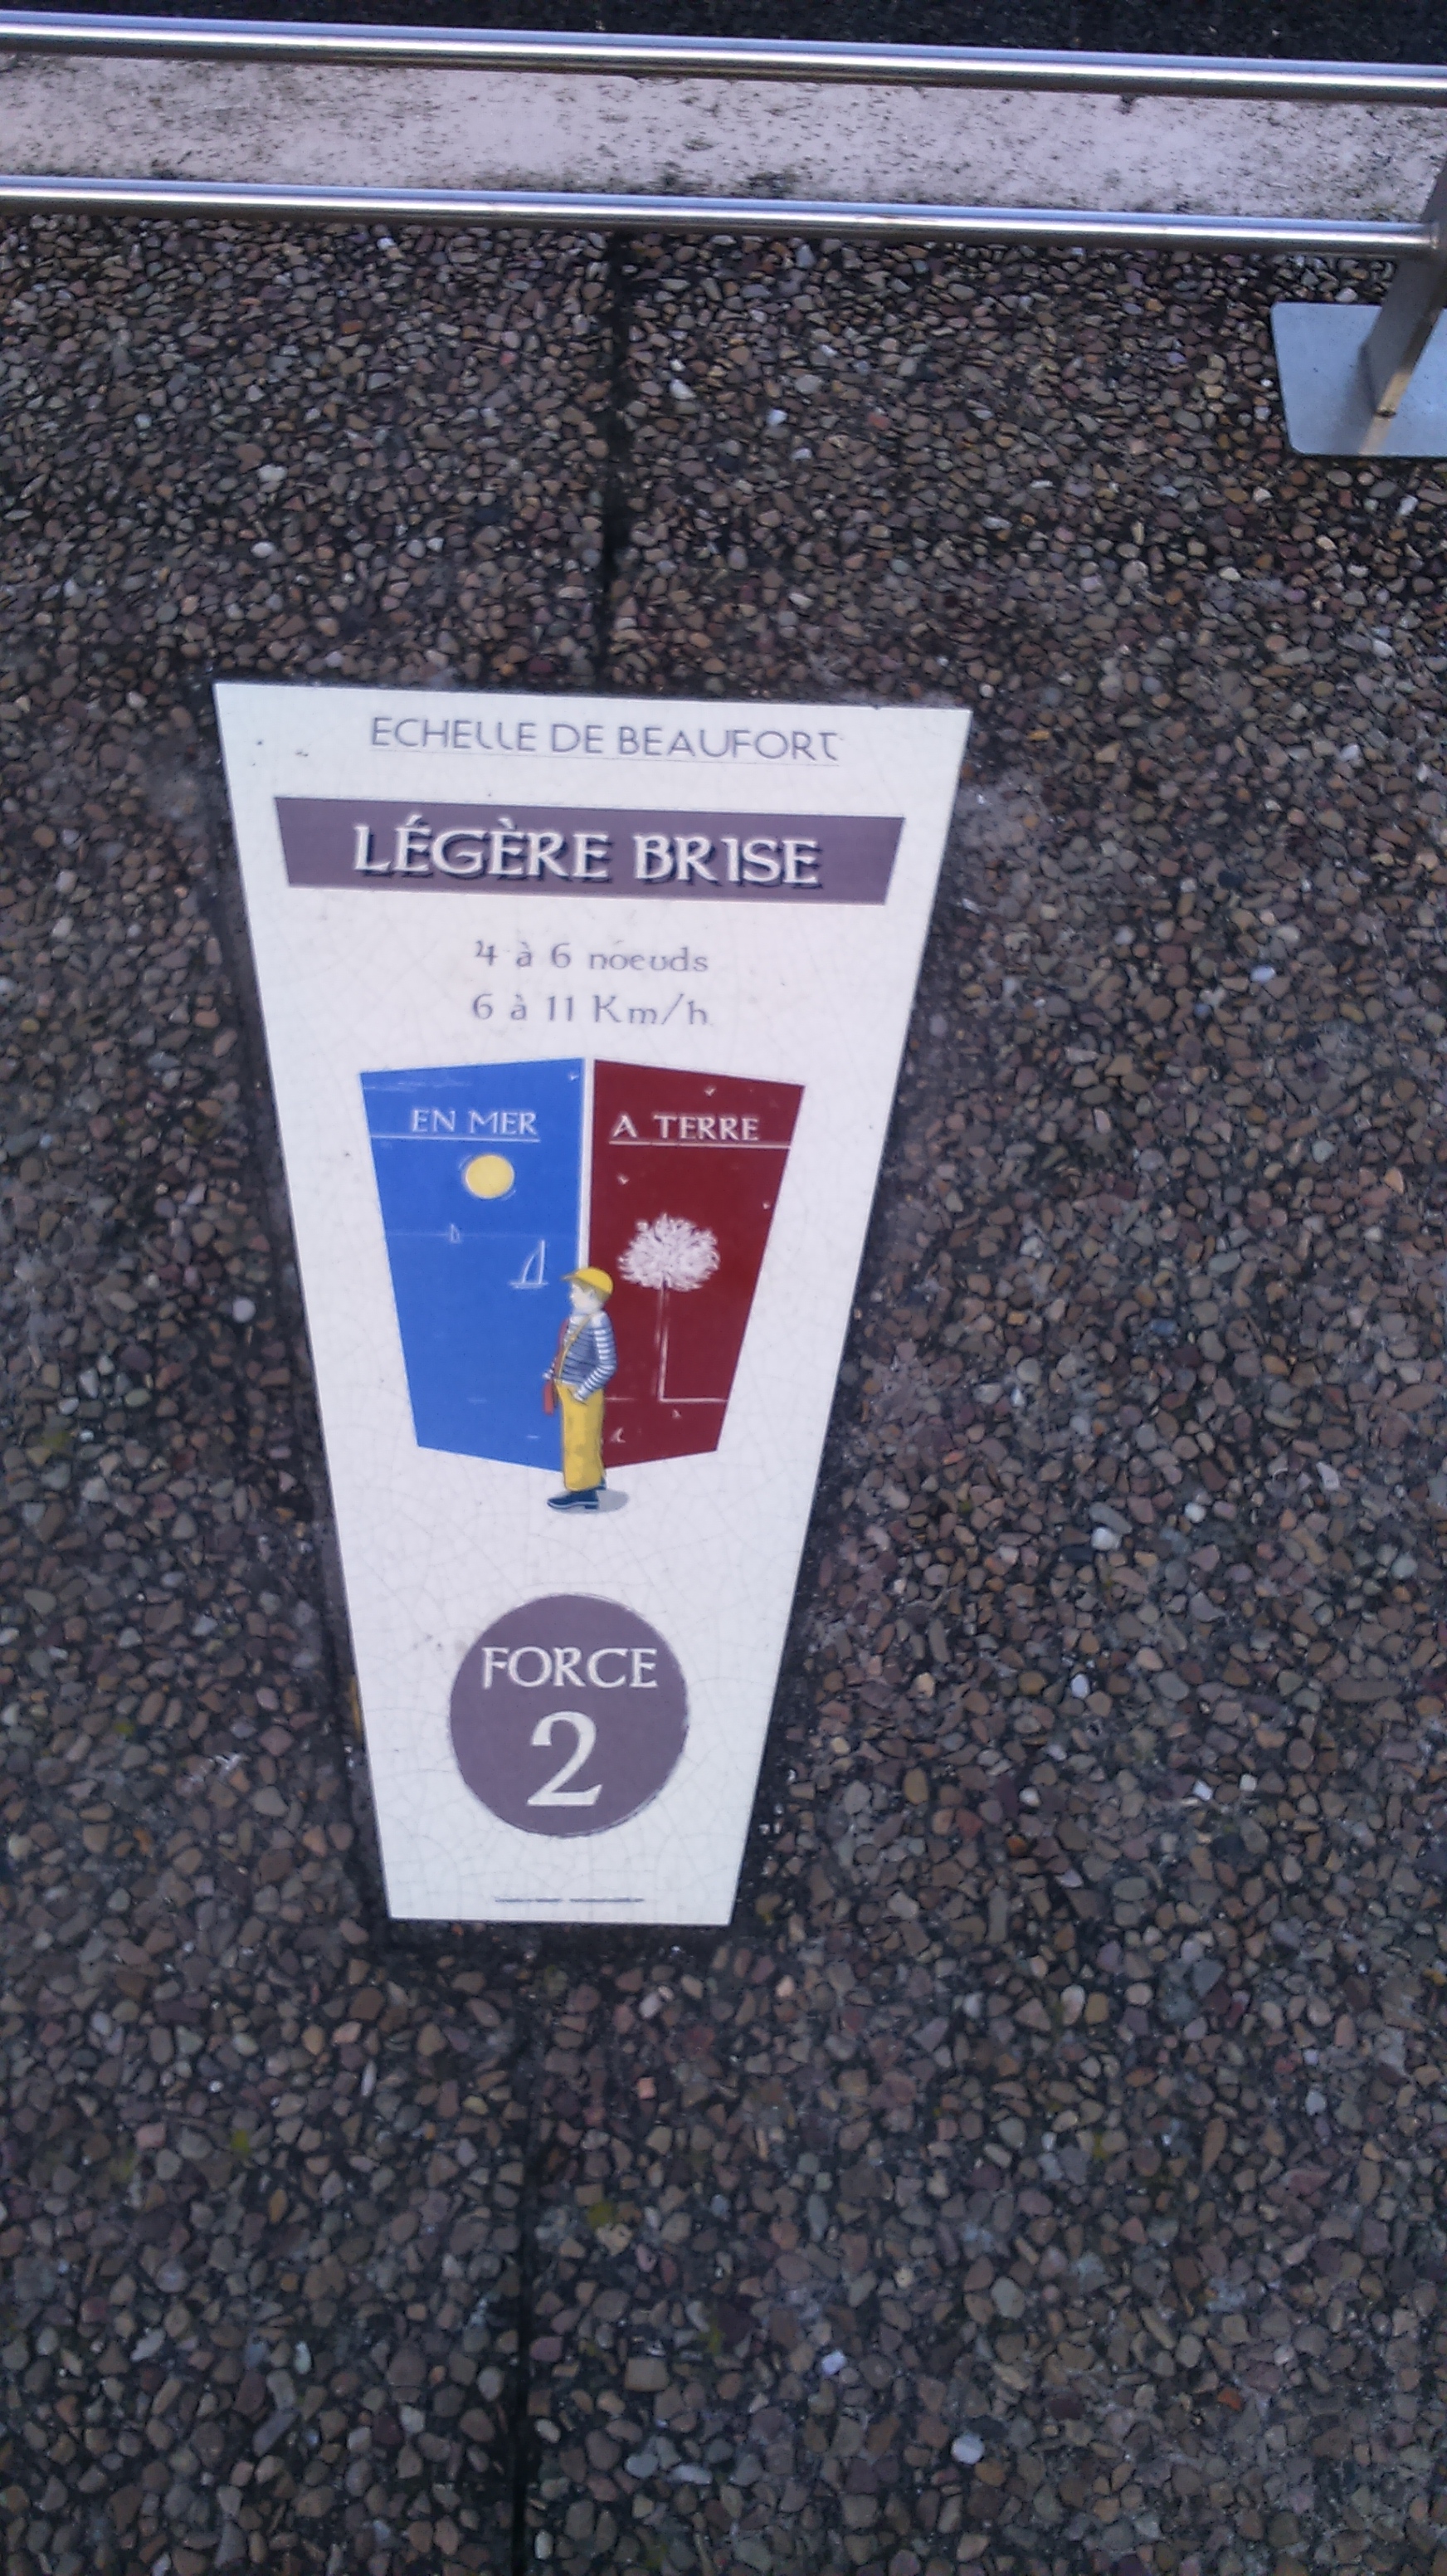 ECHELLE DE BEAUFORT
LÉGÈRE BRISE
4 à 6 noeuds
6 à 11 Km/h
EN MER
A TERRE
FORCE
2